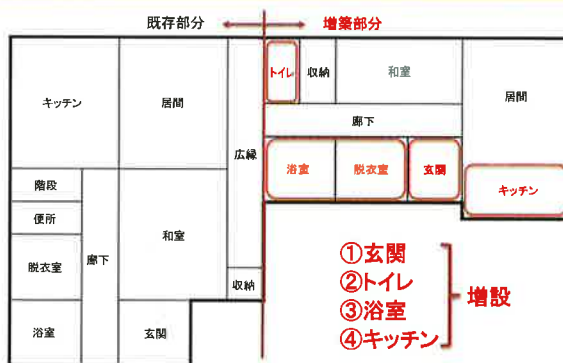 既存部分
増築部分
キッチン
居間
広縁
トイレ
収納
和室
居間
廊下
浴室
脱衣室
玄関
キッチン
階段
便所
脱衣室
浴室
廊下
和室
玄関
収納
①玄関
②トイレ
③浴室
④キッチン
増設